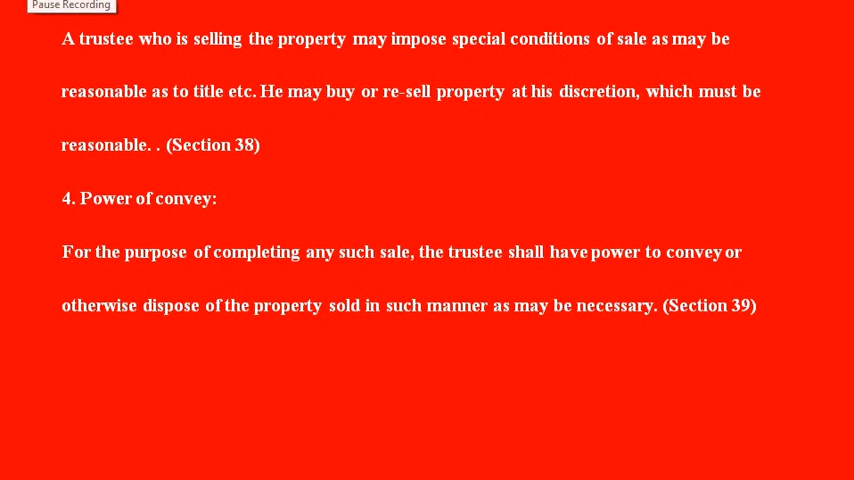 Pause Recording
A trustee who is selling the property may impose special conditions of sale as may be
reasonable as to title etc. He may buy or re-sell property at his discretion, which must be
reasonable. . (Section 38)
4. Power of convey:
For the purpose of completing any such sale, the trustee shall have power to convey or
otherwise dispose of the property sold in such manner as may be necessary. (Section 39)